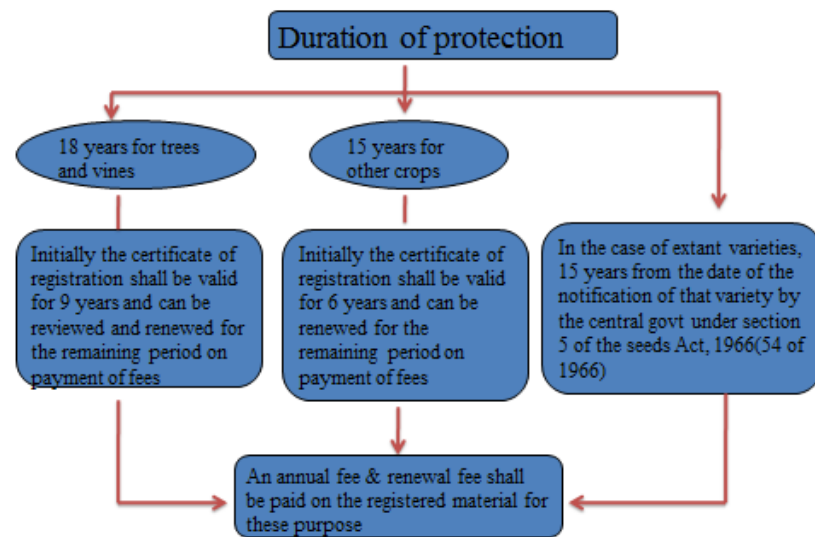 Duration of protection
18 years for trees
and vines
15 years for
other crops
Initially the certificate of
registration shall be valid
for 9 years and can be
reviewed and renewed for
the remaining period on
payment of fees
Initially the certificate of
registration shall be valid
for 6 years and can be
renewed for the
remaining period on
payment of fees
In the case of extant varieties,
15 years from the date of the
notification of that variety by
the central govt under section
5 of the seeds Act, 1966(54 of
1966)
An annual fee & renewal fee shall
be paid on the registered material for
these purpose